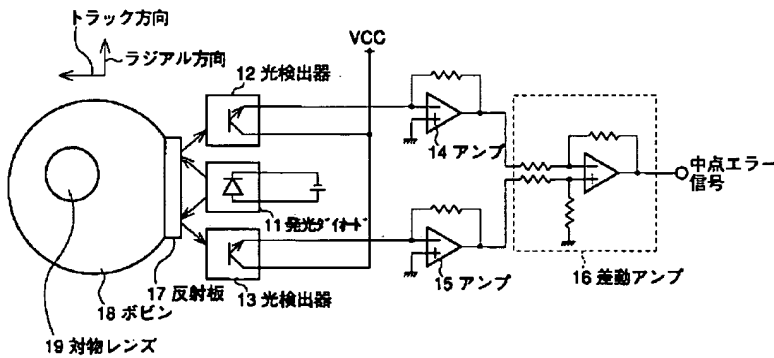 トラック方向
ラジアル方向
VCC
12 光検出器
14 アンプ
中点エラー
信号
11 発光ダイオード
15 アンプ
16 差動アンプ
17 反射板
13 光検出器
18 ボビン
19 対物レンズ